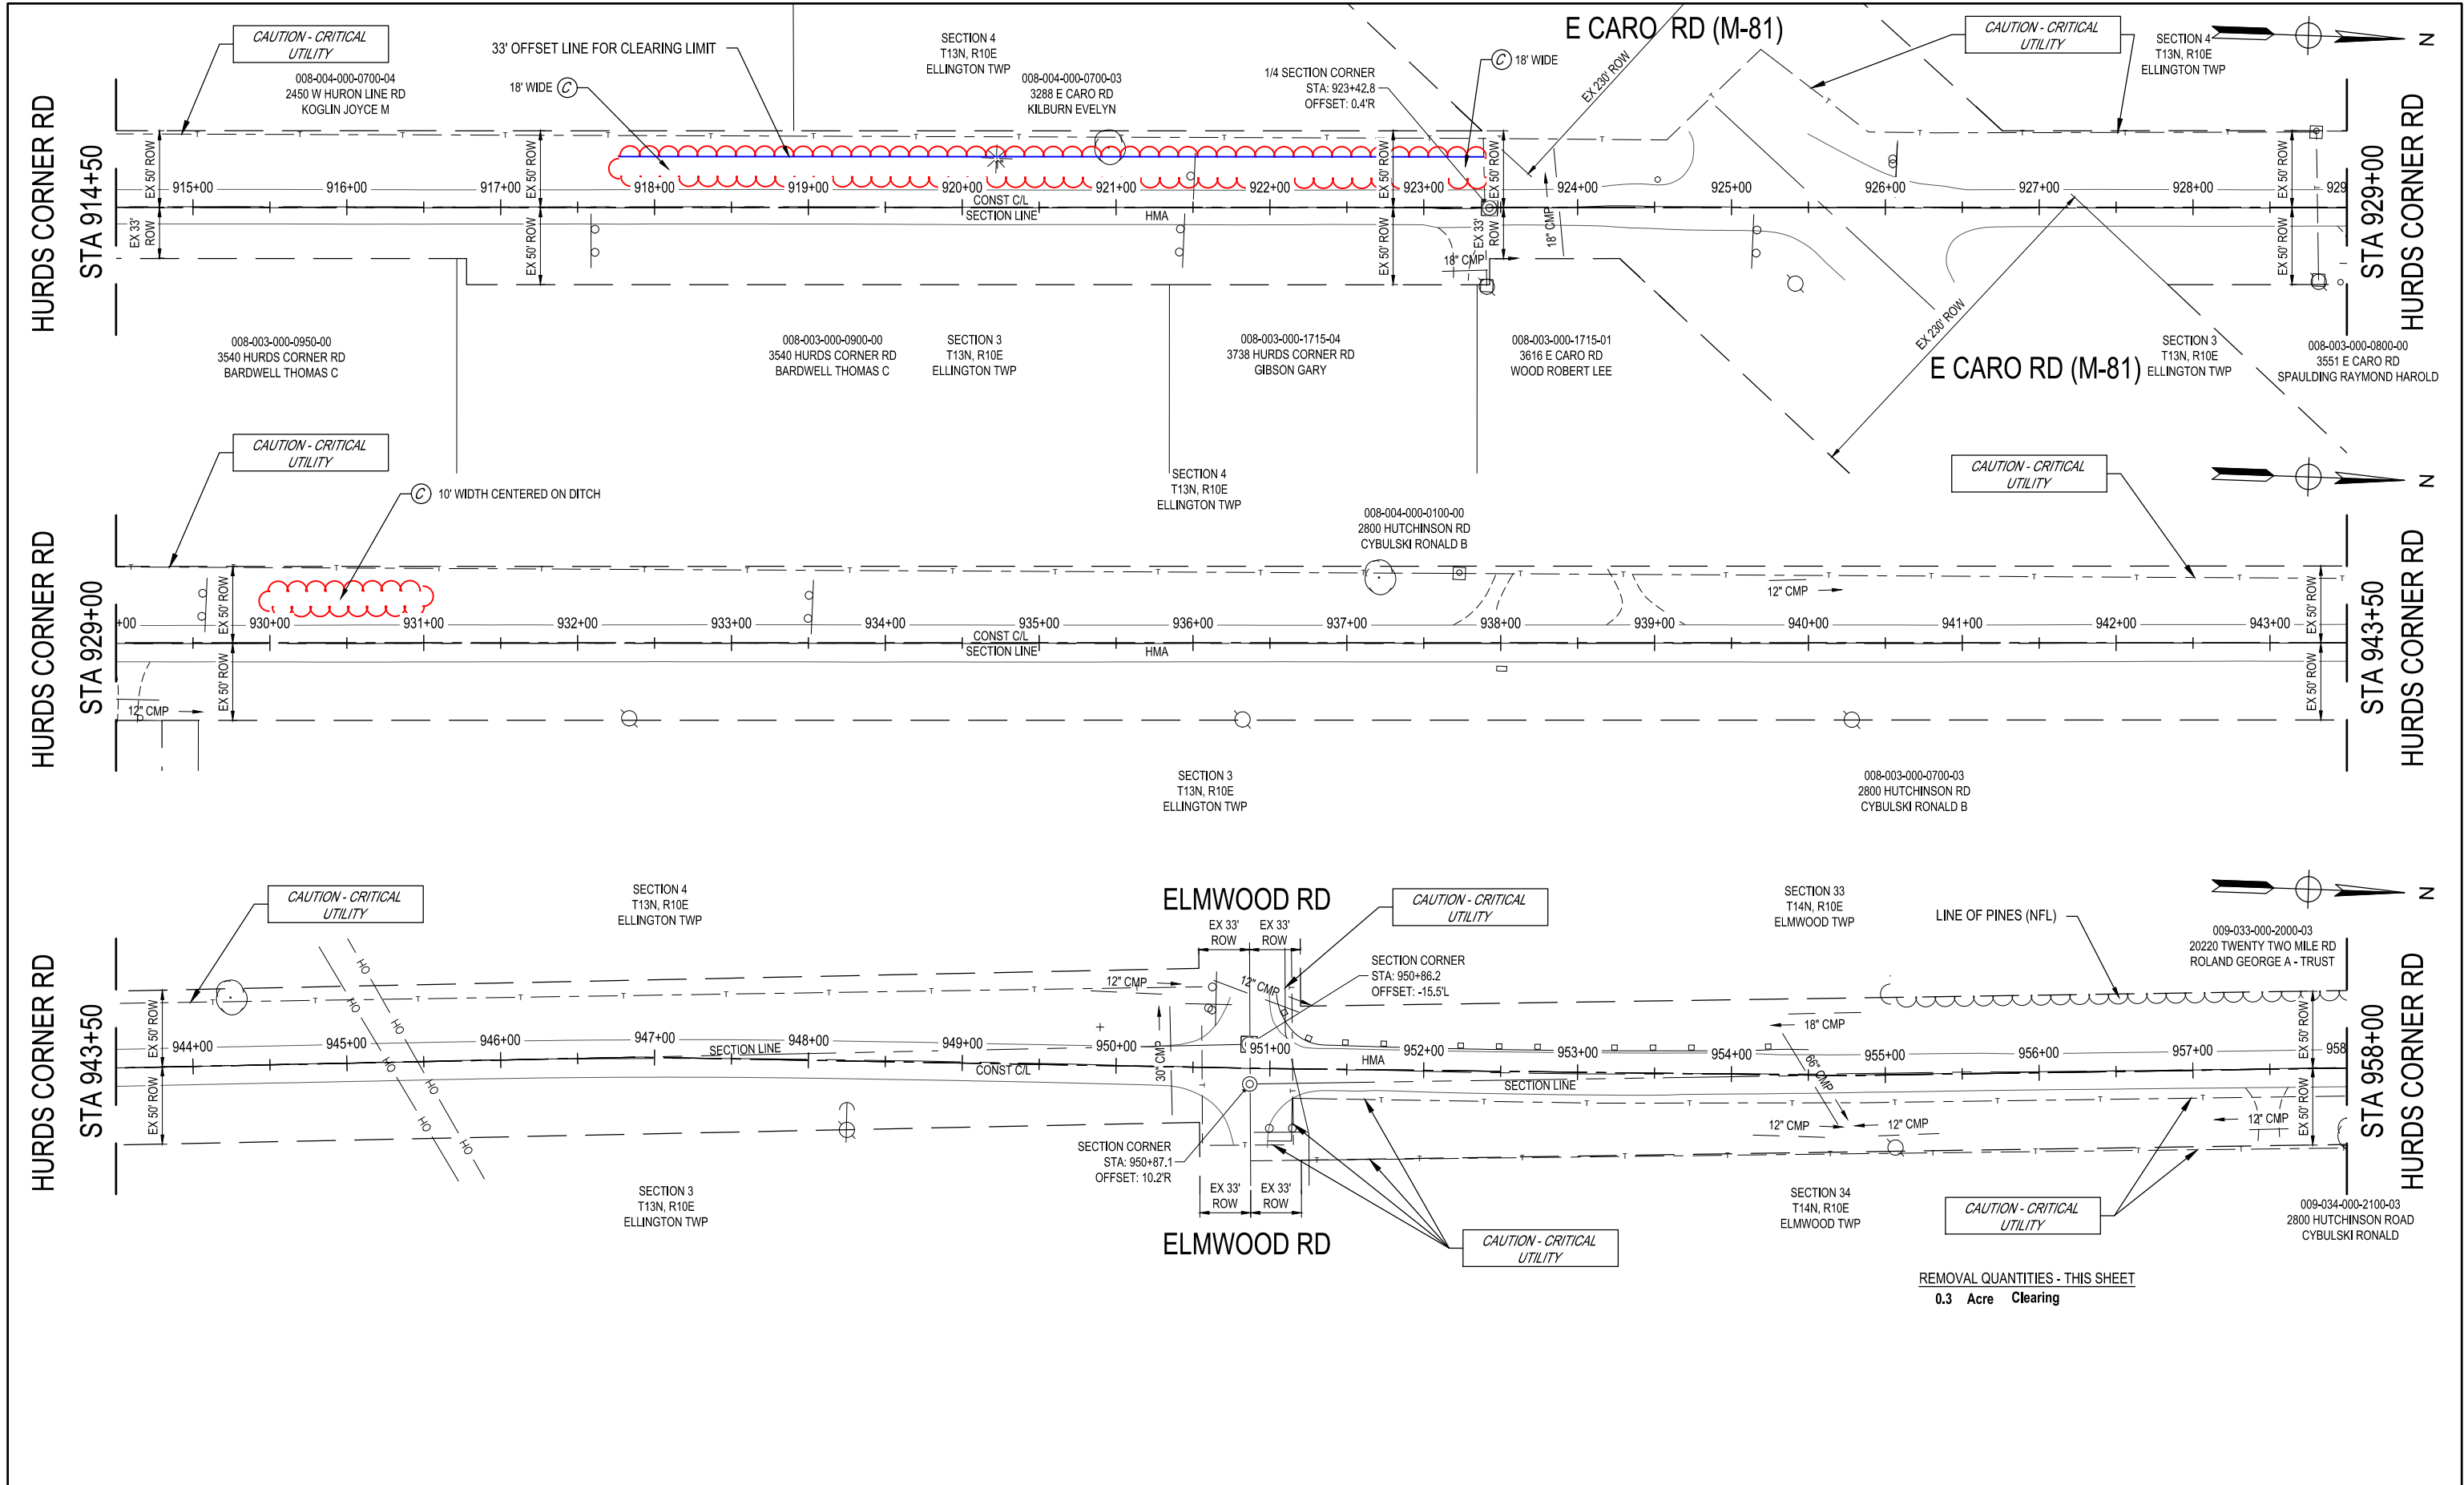 E CARO RD (M-81)
CAUTION - CRITICAL
UTILITY
33' OFFSET LINE FOR CLEARING LIMIT
SECTION 4
T13N, R10E
ELLINGTON TWP
CAUTION - CRITICAL
UTILITY
SECTION 4
T13N, R10E
ELLINGTON TWP
N
008-004-000-0700-04
2450 W HURON LINE RD
KOGLIN JOYCE M
18' WIDE C
008-004-000-0700-03
3288 E CARO RD
KILBURN EVELYN
1/4 SECTION CORNER
STA: 923+42.8
OFFSET: 0.4'R
C 18' WIDE
EX 230' ROW
HURDS CORNER RD
STA 914+50
EX 50' ROW
EX 33'
ROW
EX 50' ROW
EX 50' ROW
EX 50' ROW
EX 50' ROW
EX 50' ROW
EX 33'
ROW
EX 50' ROW
EX 50' ROW
915+00
916+00
917+00
918+00
919+00
920+00
921+00
922+00
923+00
924+00
925+00
926+00
927+00
928+00
929
CONST C/L
SECTION LINE
HMA
18" CMP
18" CMP
STA 929+00
HURDS CORNER RD
008-003-000-0950-00
3540 HURDS CORNER RD
BARDWELL THOMAS C
008-003-000-0900-00
3540 HURDS CORNER RD
BARDWELL THOMAS C
SECTION 3
T13N, R10E
ELLINGTON TWP
008-003-000-1715-04
3738 HURDS CORNER RD
GIBSON GARY
008-003-000-1715-01
3616 E CARO RD
WOOD ROBERT LEE
EX 230' ROW
E CARO RD (M-81)
SECTION 3
T13N, R10E
ELLINGTON TWP
008-003-000-0800-00
3551 E CARO RD
SPAULDING RAYMOND HAROLD
CAUTION - CRITICAL
UTILITY
C 10' WIDTH CENTERED ON DITCH
SECTION 4
T13N, R10E
ELLINGTON TWP
008-004-000-0100-00
2800 HUTCHINSON RD
CYBULSKI RONALD B
CAUTION - CRITICAL
UTILITY
N
HURDS CORNER RD
STA 929+00
EX 50' ROW
EX 50' ROW
+00
930+00
931+00
932+00
933+00
934+00
935+00
936+00
937+00
938+00
939+00
940+00
941+00
942+00
943+00
CONST C/L
SECTION LINE
HMA
12" CMP
12" CMP
EX 50' ROW
EX 50' ROW
STA 943+50
HURDS CORNER RD
SECTION 3
T13N, R10E
ELLINGTON TWP
008-003-000-0700-03
2800 HUTCHINSON RD
CYBULSKI RONALD B
CAUTION - CRITICAL
UTILITY
SECTION 4
T13N, R10E
ELLINGTON TWP
ELMWOOD RD
EX 33'
ROW
EX 33'
ROW
CAUTION - CRITICAL
UTILITY
SECTION CORNER
STA: 950+86.2
OFFSET: -15.5'L
SECTION 33
T14N, R10E
ELMWOOD TWP
LINE OF PINES (NFL)
009-033-000-2000-03
20220 TWENTY TWO MILE RD
ROLAND GEORGE A - TRUST
N
HURDS CORNER RD
STA 943+50
EX 50' ROW
EX 50' ROW
HO
HO
HO
HO
HO
HO
HO
HO
944+00
945+00
946+00
947+00
948+00
949+00
950+00
951+00
952+00
953+00
954+00
955+00
956+00
957+00
958
SECTION LINE
CONST C/L
HMA
SECTION LINE
12" CMP
12" CMP
30" CMP
18" CMP
66" CMP
12" CMP
12" CMP
12" CMP
EX 50' ROW
EX 50' ROW
STA 958+00
HURDS CORNER RD
SECTION CORNER
STA: 950+87.1
OFFSET: 10.2'R
EX 33'
ROW
EX 33'
ROW
ELMWOOD RD
SECTION 3
T13N, R10E
ELLINGTON TWP
CAUTION - CRITICAL
UTILITY
SECTION 34
T14N, R10E
ELMWOOD TWP
CAUTION - CRITICAL
UTILITY
009-034-000-2100-03
2800 HUTCHINSON ROAD
CYBULSKI RONALD
REMOVAL QUANTITIES - THIS SHEET
0.3 Acre Clearing